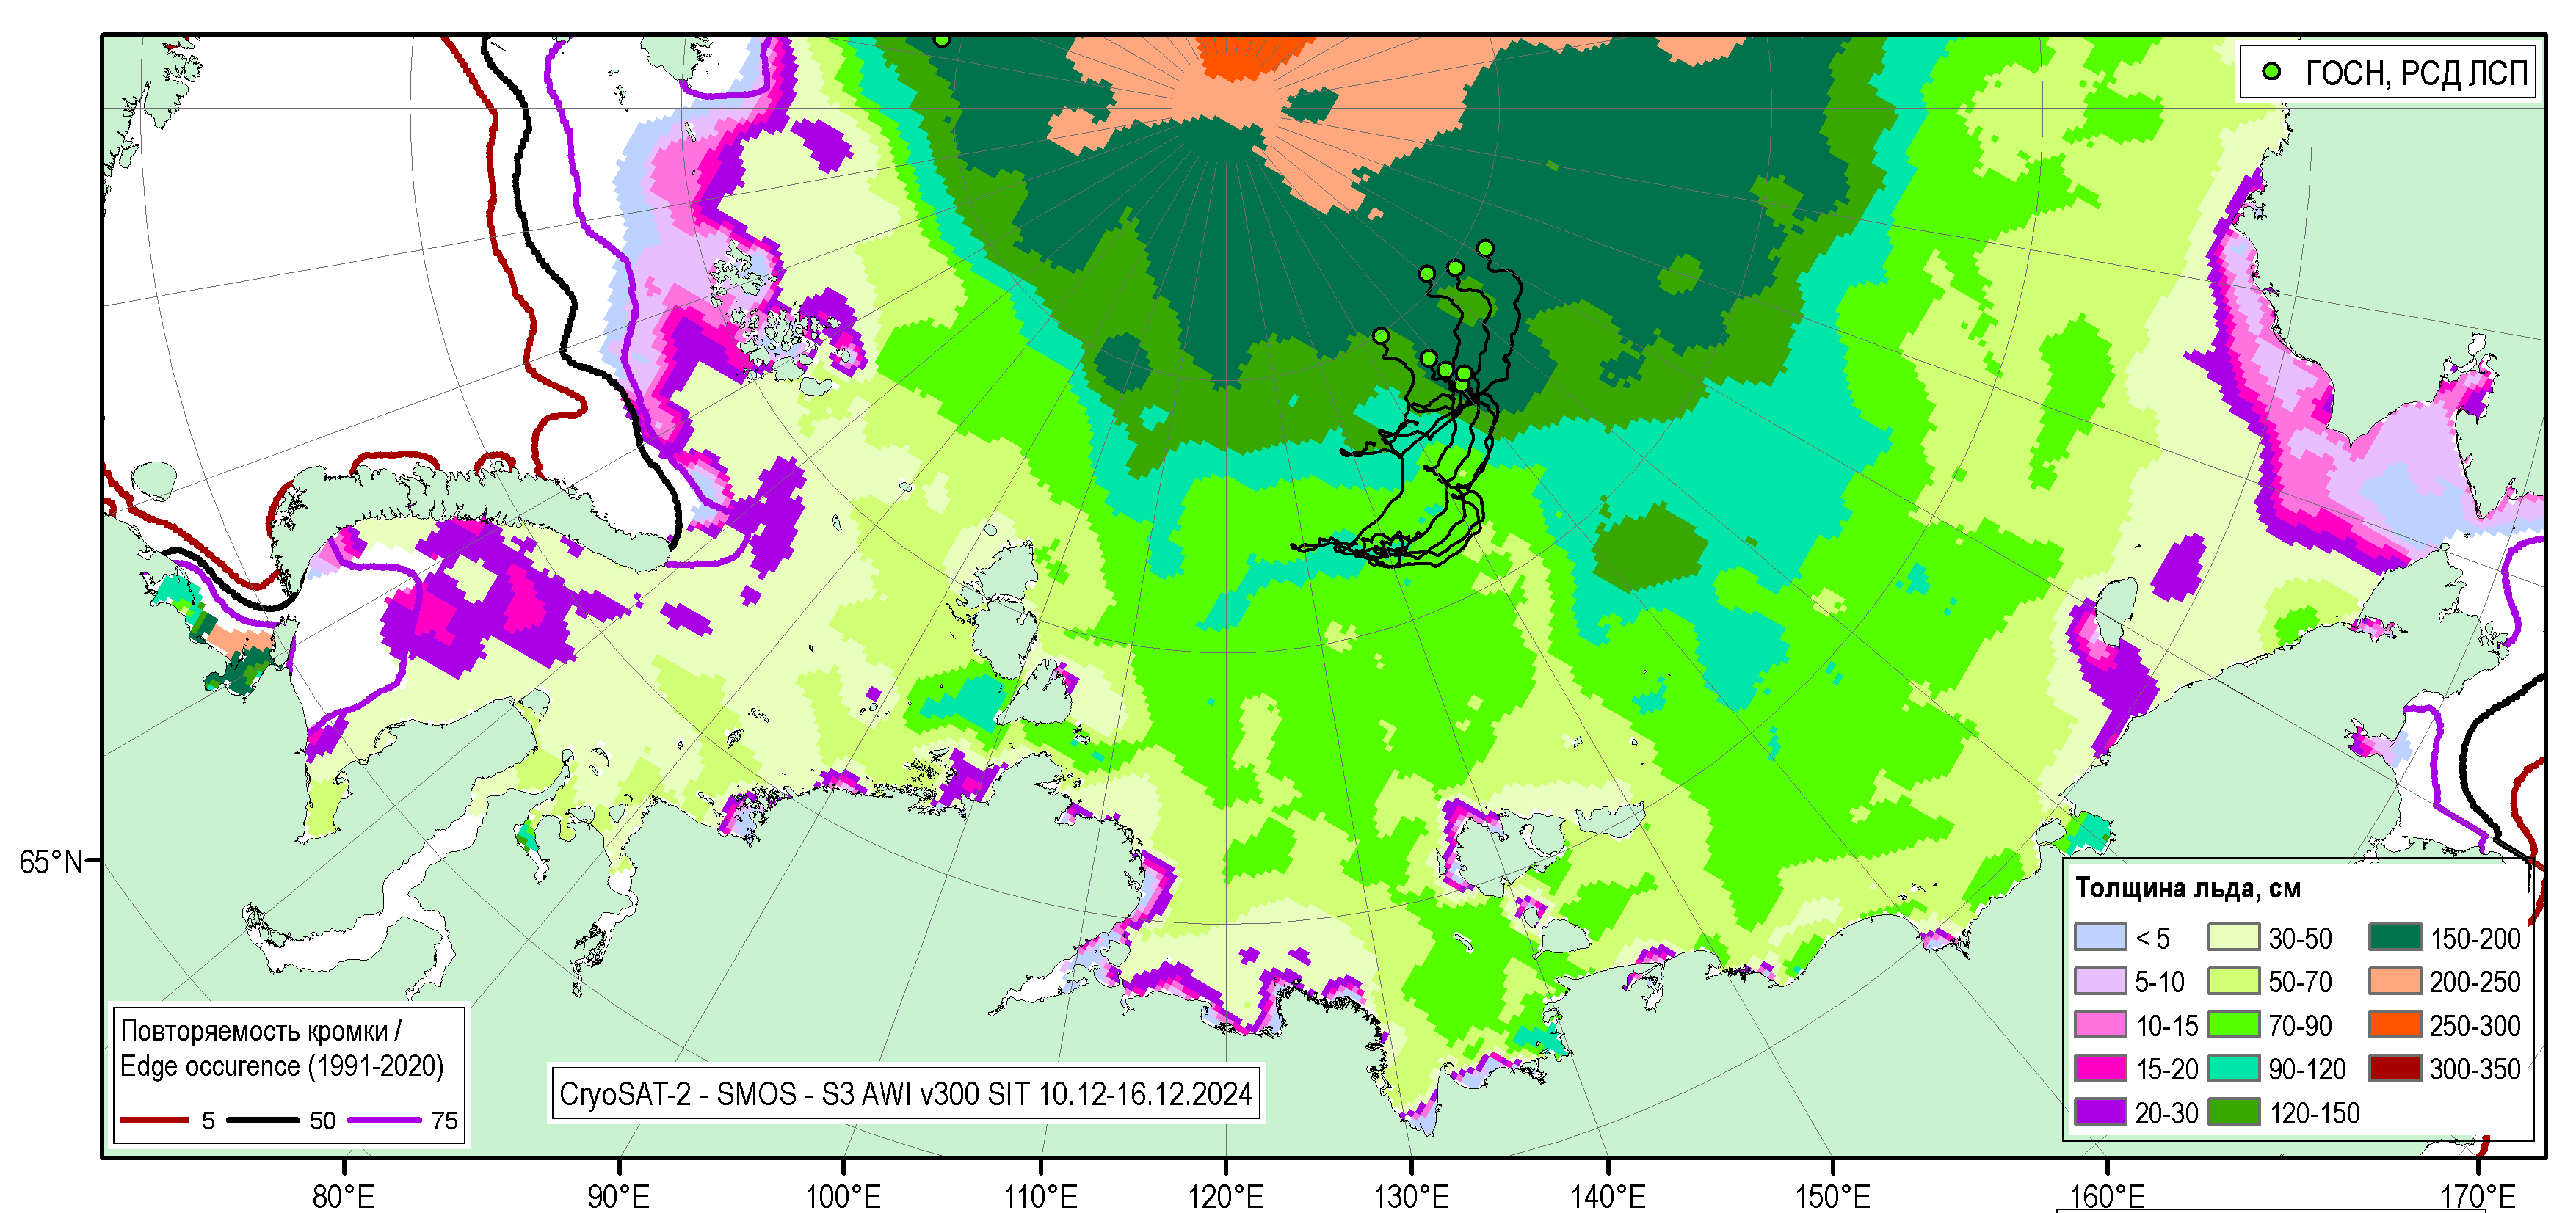 ГОСН, РСД ЛСП
65°N
Толщина льда, см
< 5
30-50
150-200
5-10
50-70
200-250
10-15
70-90
250-300
15-20
90-120
300-350
20-30
120-150
Повторяемость кромки /
Edge occurence (1991-2020)
5
50
75
CryoSAT-2 - SMOS - S3 AWI v300 SIT 10.12-16.12.2024
80°E
90°E
100°E
110°E
120°E
130°E
140°E
150°E
160°E
170°E